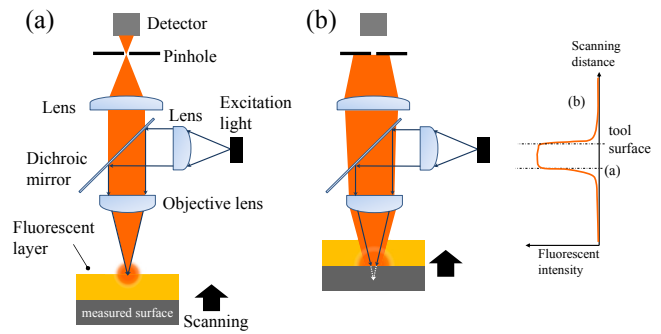 (a)
Detector
Pinhole
Lens
Lens
Excitation
light
Dichroic
mirror
Objective lens
Fluorescent
layer
measured surface
Scanning
(b)
Scanning
distance
(b)
tool
surface
(a)
Fluorescent
intensity